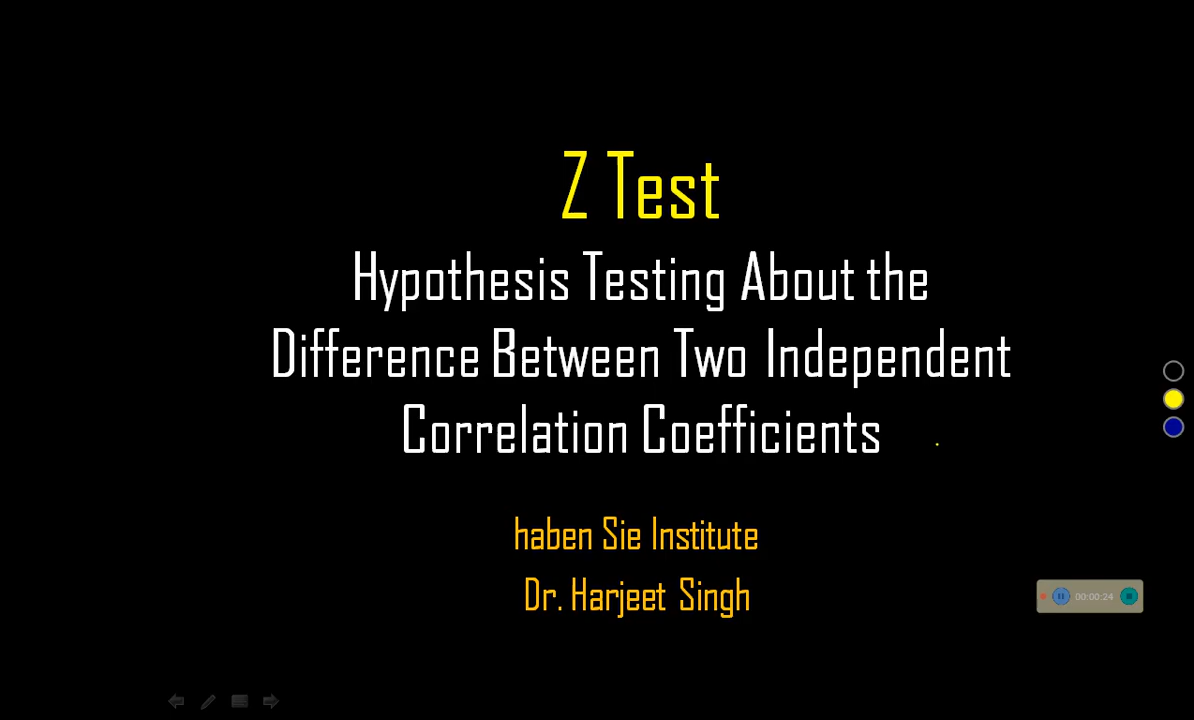 Z Test
Hypothesis Testing About the
Difference Between Two Independent
Correlation Coefficients
haben Sie Institute
Dr. Harjeet Singh
00:00:24